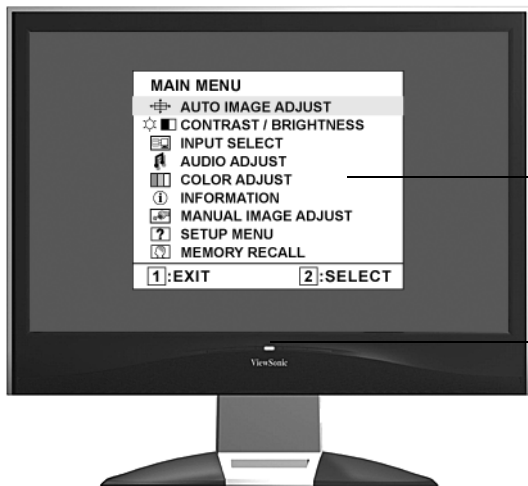 MAIN MENU
AUTO IMAGE ADJUST
CONTRAST / BRIGHTNESS
INPUT SELECT
AUDIO ADJUST
COLOR ADJUST
INFORMATION
MANUAL IMAGE ADJUST
? SETUP MENU
MEMORY RECALL
1:EXIT 2:SELECT
ViewSonic